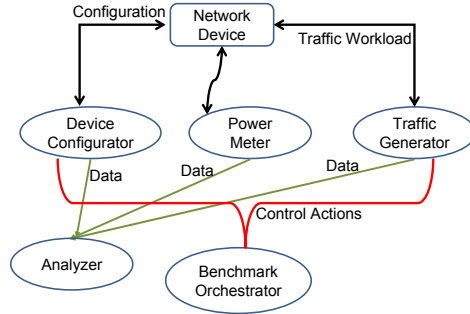 Configuration
Network
Device
Traffic Workload
Device
Configurator
Power
Meter
Traffic
Generator
Data
Data
Data
Control Actions
Analyzer
Benchmark
Orchestrator